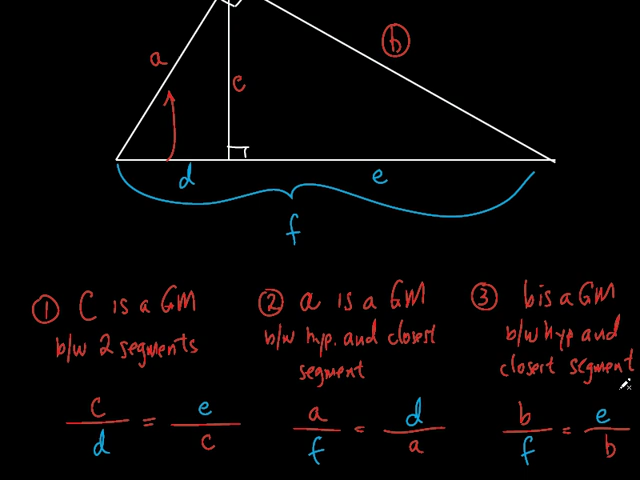 a
b
c
d
e
f
① C is a GM
b/w 2 segments
c/d = e/c
② a is a GM
b/w hyp. and closest
segment
a/f = d/a
③ b is a GM
b/w hyp and
closest segment
b/f = e/b